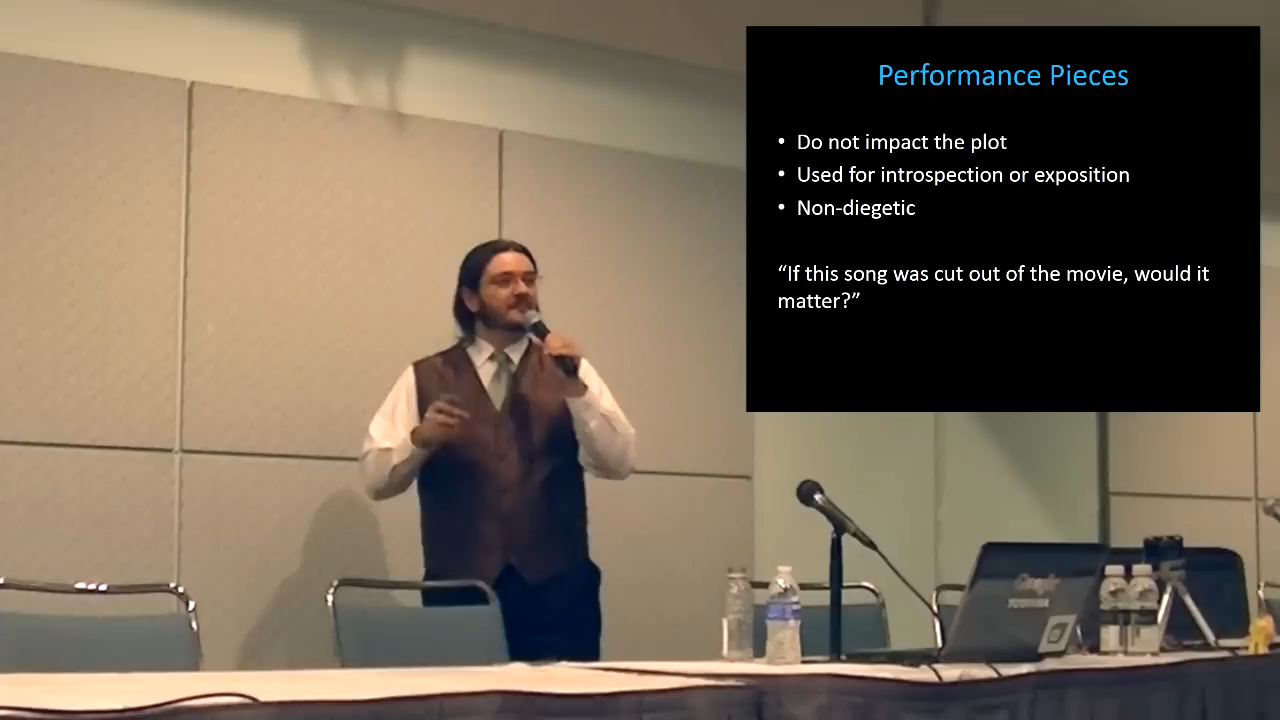 Performance Pieces
• Do not impact the plot
• Used for introspection or exposition
• Non-diegetic
“If this song was cut out of the movie, would it
matter?”
TOSHIBA